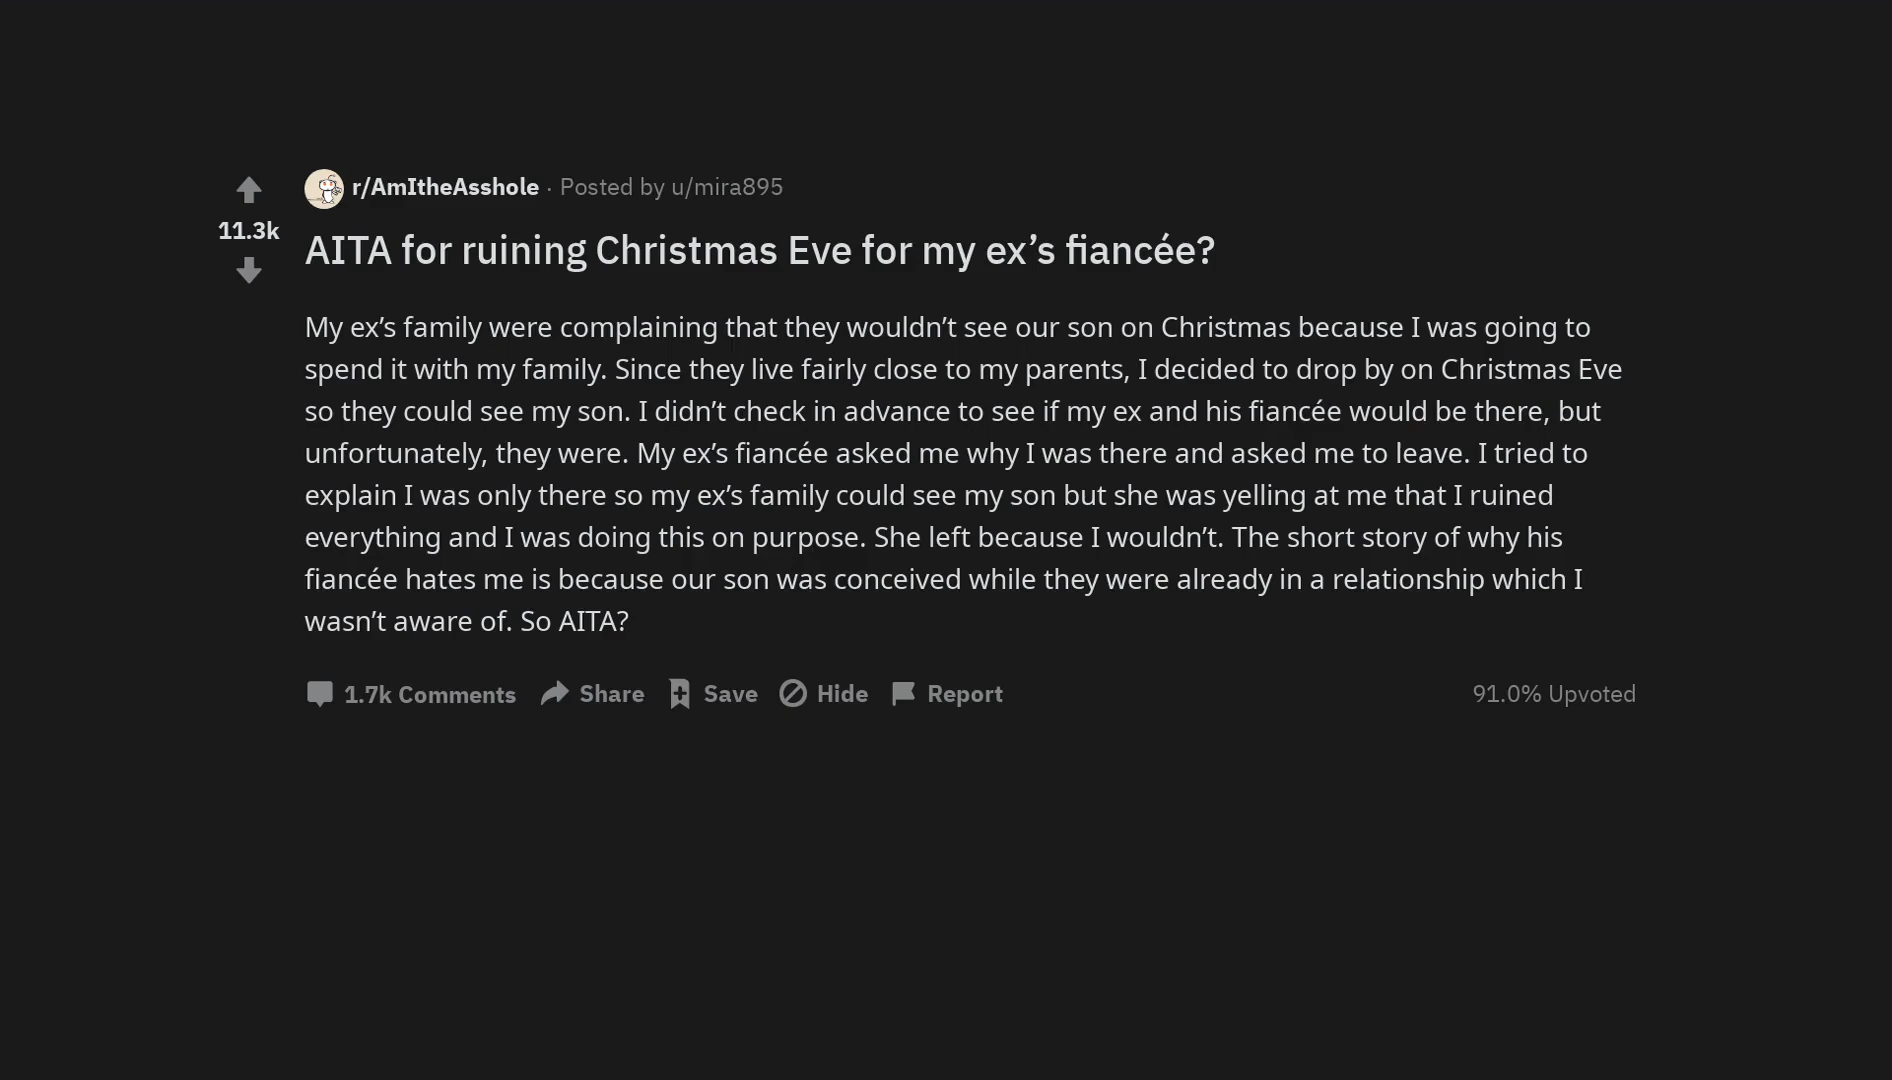 r/AmItheAsshole · Posted by u/mira895
11.3k
AITA for ruining Christmas Eve for my ex’s fiancée?
My ex’s family were complaining that they wouldn’t see our son on Christmas because I was going to
spend it with my family. Since they live fairly close to my parents, I decided to drop by on Christmas Eve
so they could see my son. I didn’t check in advance to see if my ex and his fiancée would be there, but
unfortunately, they were. My ex’s fiancée asked me why I was there and asked me to leave. I tried to
explain I was only there so my ex’s family could see my son but she was yelling at me that I ruined
everything and I was doing this on purpose. She left because I wouldn’t. The short story of why his
fiancée hates me is because our son was conceived while they were already in a relationship which I
wasn’t aware of. So AITA?
1.7k Comments Share Save Hide Report 91.0% Upvoted